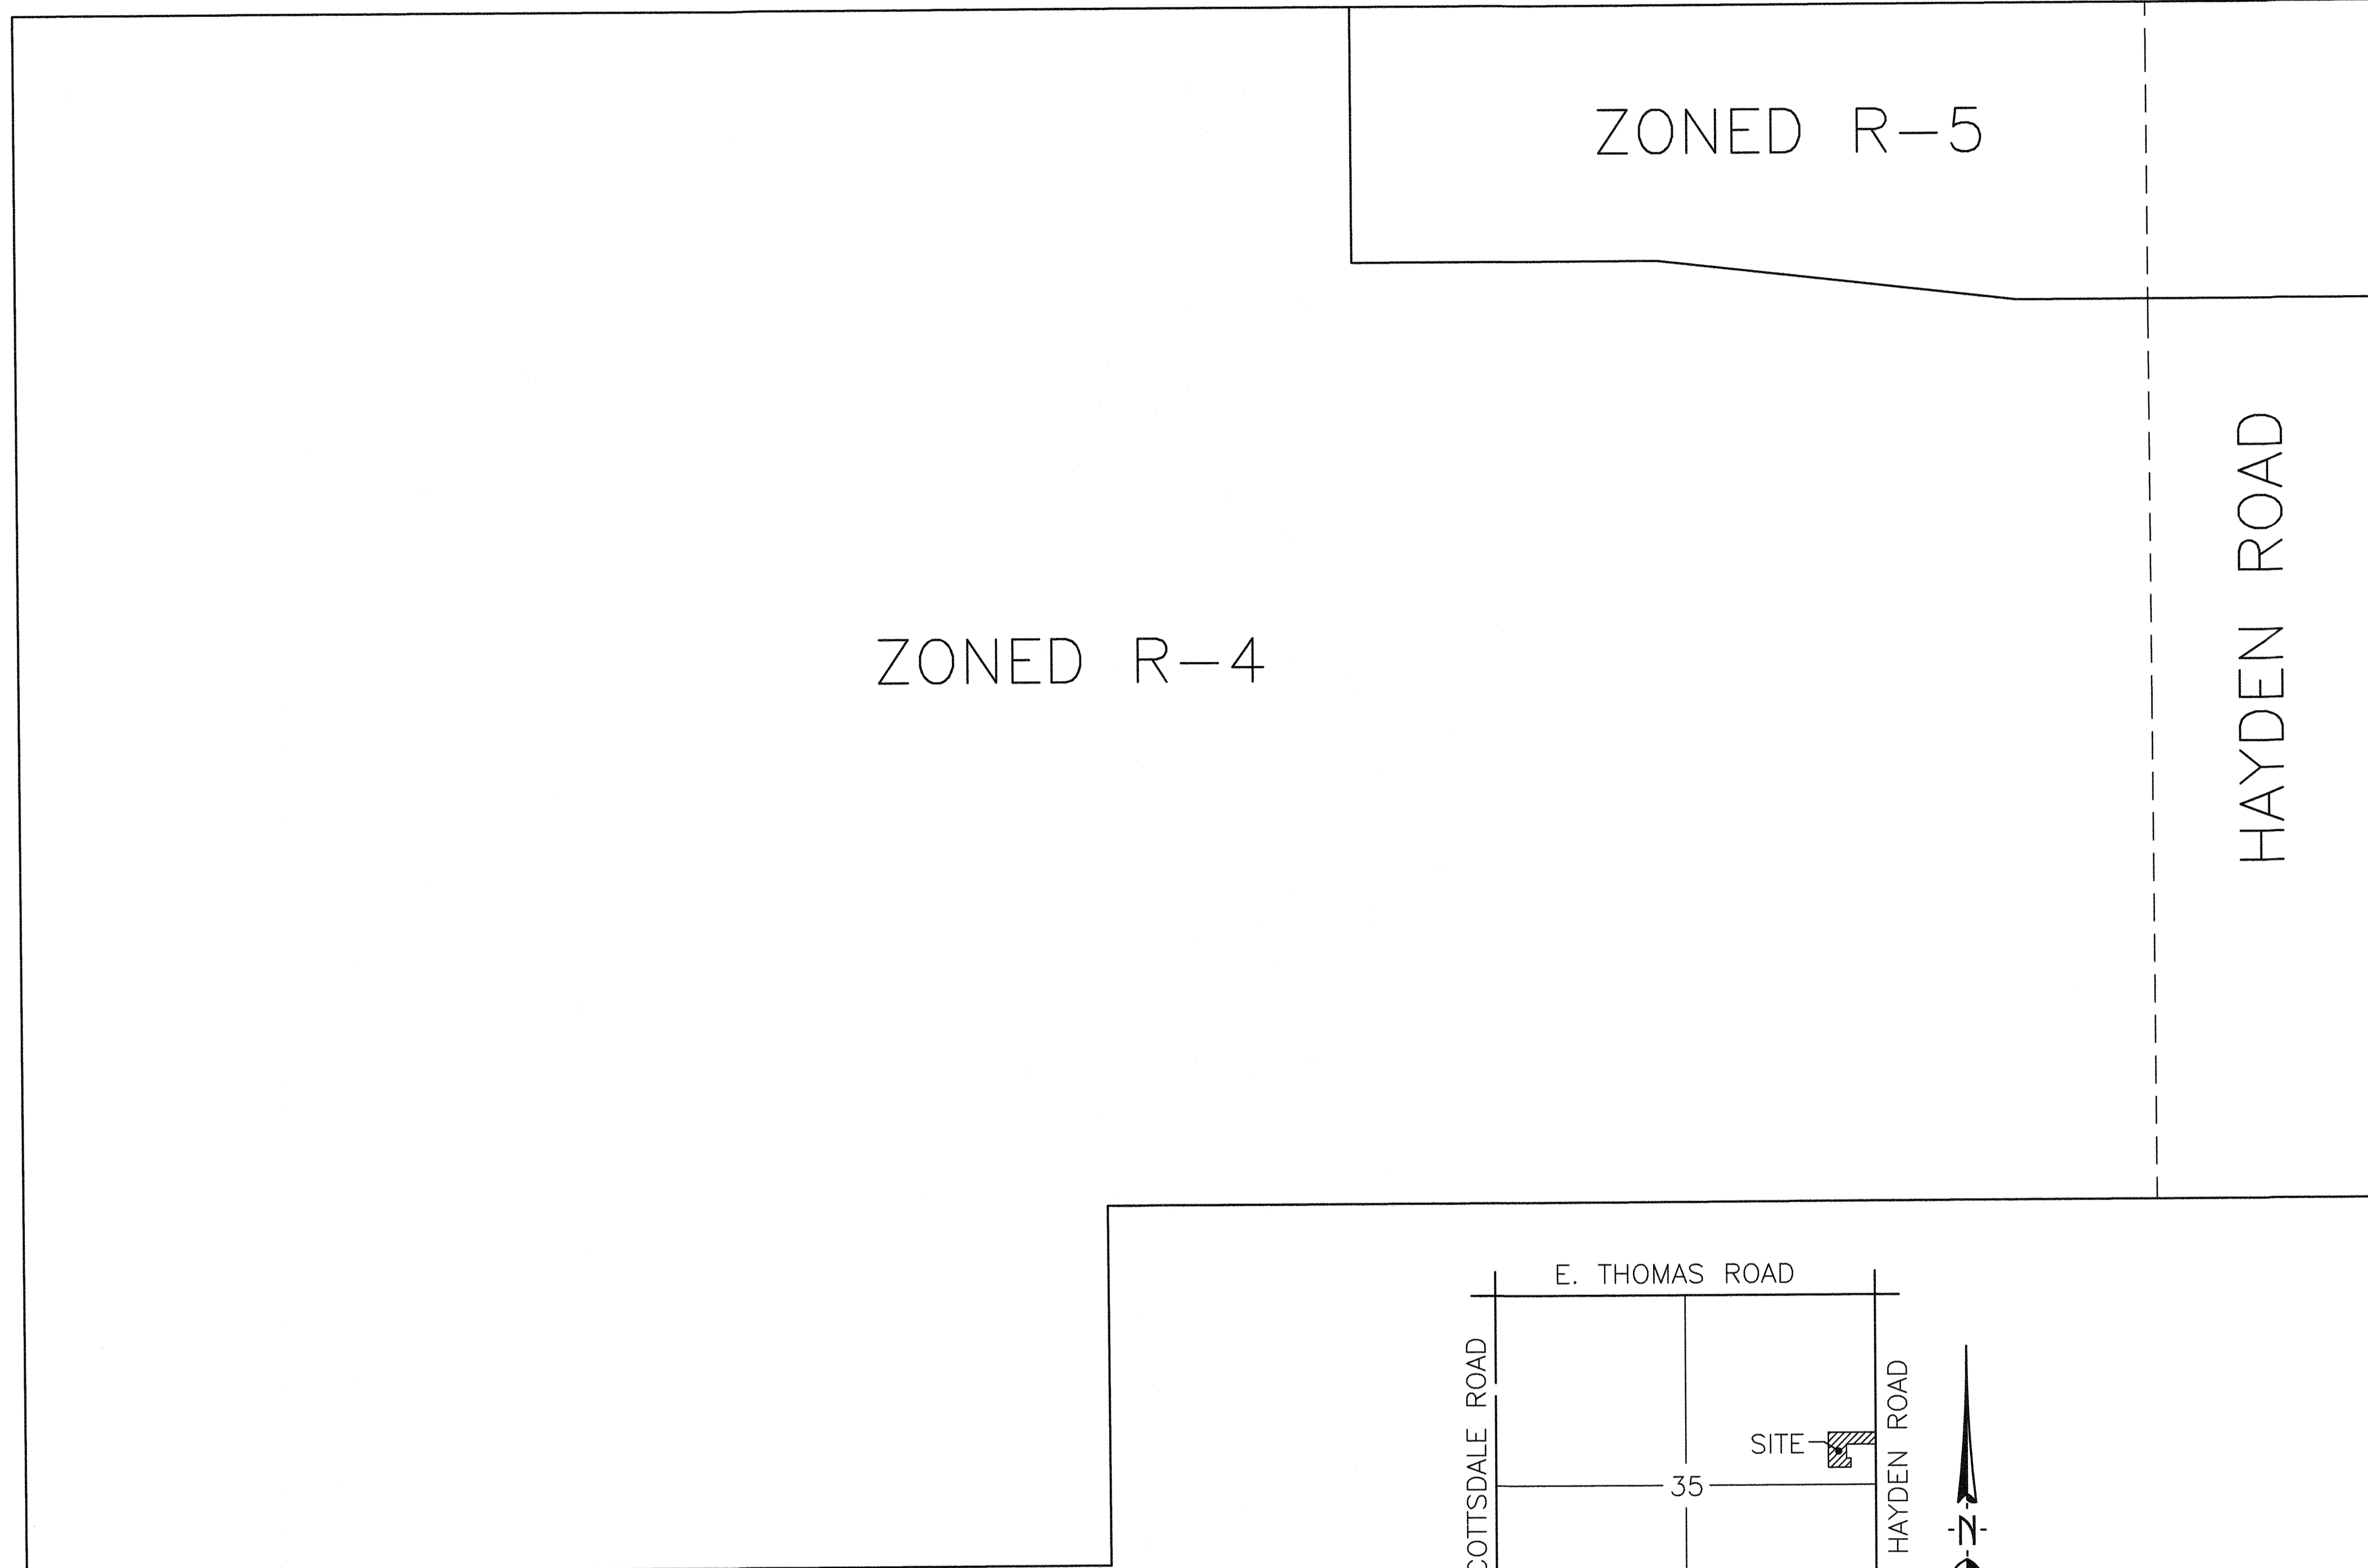 ZONED R-5
HAYDEN ROAD
ZONED R-4
E. THOMAS ROAD
COTTSDALE ROAD
HAYDEN ROAD
SITE
35
N